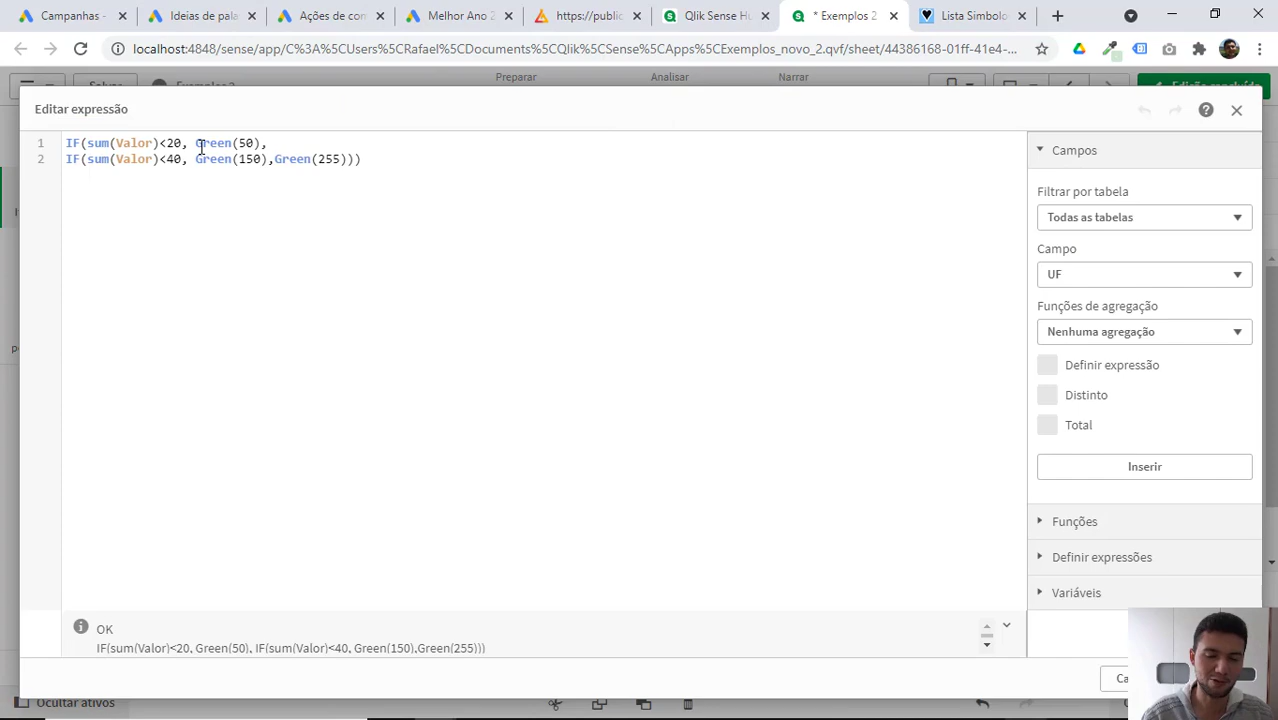 Campanhas -
Ideias de pala
Ações de con
Melhor Ano 2
https://public
Qlik Sense Hu
* Exemplos 2
Lista Simbolo
localhost:4848/sense/app/C%3A%5CUsers%5CRafael%5CDocuments%5CQlik%5CSense%5CApps%5CExemplos_novo_2.qvf/sheet/44386168-01ff-41e4-...
Preparar
Analisar
Narrar
Editar expressão
1 IF(sum(Valor)<20, Green(50),
2 IF(sum(Valor)<40, Green(150),Green(255)))
Campos
Filtrar por tabela
Todas as tabelas
Campo
UF
Funções de agregação
Nenhuma agregação
Definir expressão
Distinto
Total
Inserir
Funções
Definir expressões
Variáveis
OK
IF(sum(Valor)<20, Green(50), IF(sum(Valor)<40, Green(150),Green(255)))
Ca
Ocultar ativos